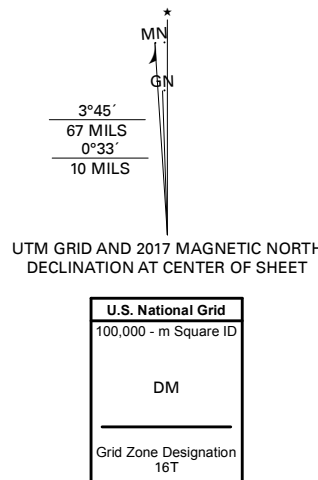 MN
GN
3°45´
67 MILS
0°33´
10 MILS
UTM GRID AND 2017 MAGNETIC NORTH
DECLINATION AT CENTER OF SHEET
U.S. National Grid
100,000 - m Square ID
DM
Grid Zone Designation
16T